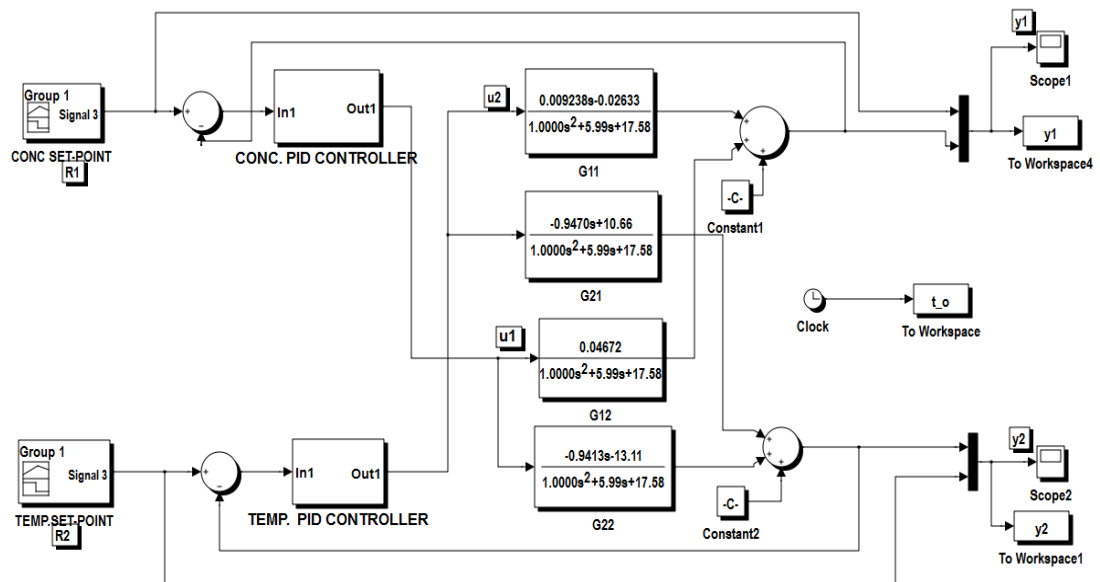 Group 1
Signal 3
CONC SET-POINT
R1
+
−
In1
Out1
CONC. PID CONTROLLER
u2
0.009238s-0.02633
1.0000s2+5.99s+17.58
G11
+
+
+
-C-
Constant1
y1
Scope1
y1
To Workspace4
-0.9470s+10.66
1.0000s2+5.99s+17.58
G21
Clock
t_o
To Workspace
u1
0.04672
1.0000s2+5.99s+17.58
G12
Group 1
Signal 3
TEMP.SET-POINT
R2
+
−
In1
Out1
TEMP. PID CONTROLLER
-0.9413s-13.11
1.0000s2+5.99s+17.58
G22
+
+
+
-C-
Constant2
y2
Scope2
y2
To Workspace1